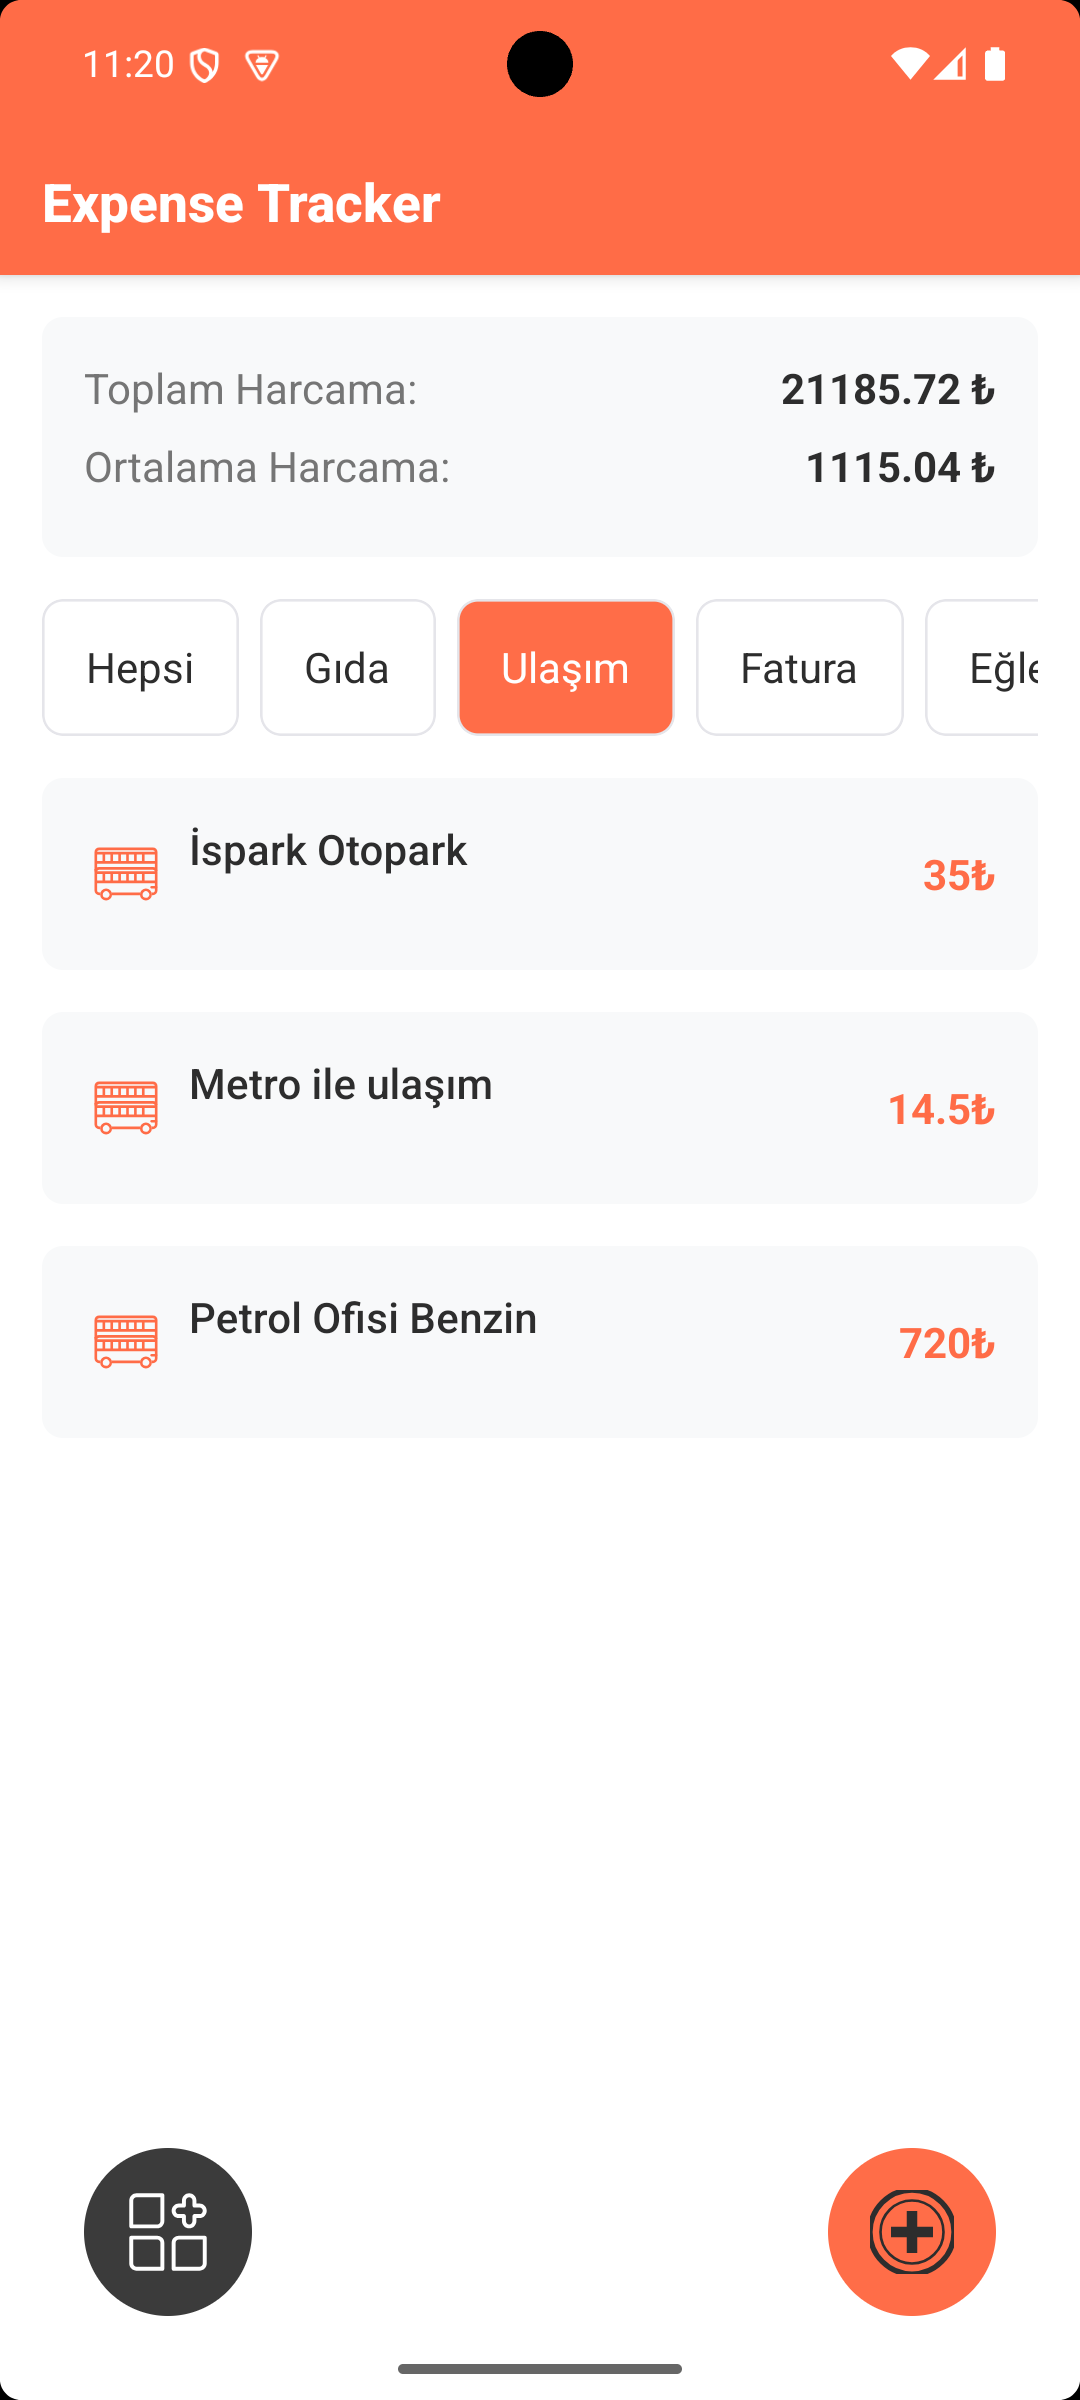 11:20
Expense Tracker
Toplam Harcama: 21185.72 ₺
Ortalama Harcama: 1115.04 ₺
Hepsi Gıda Ulaşım Fatura Eğle
İspark Otopark
35₺
Metro ile ulaşım
14.5₺
Petrol Ofisi Benzin
720₺